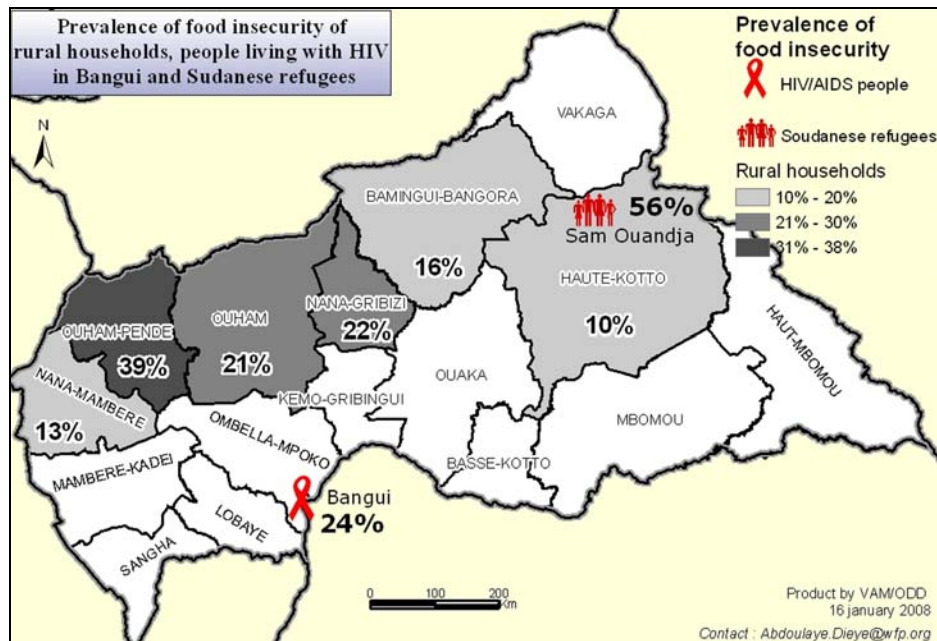 Prevalence of food insecurity of
rural households, people living with HIV
in Bangui and Sudanese refugees
Prevalence of
food insecurity
HIV/AIDS people
Soudanese refugees
Rural households
10% - 20%
21% - 30%
31% - 38%
N
VAKAGA
BAMINGUI-BANGORA
16%
56%
Sam Ouandja
HAUTE-KOTTO
10%
NANA-GRIBIZI
22%
OUHAM
21%
OUHAM-PENDE
39%
NANA-MAMBERE
13%
HAUT-MBOMOU
OUAKA
KEMO-GRIBINGUI
MBOMOU
OMBELLA-MPOKO
BASSE-KOTTO
MAMBERE-KADEI
LOBAYE
SANGHA
Bangui
24%
0 100 200
Km
Product by VAM/ODD
16 january 2008
Contact : Abdoulaye.Dieye@wfp.org